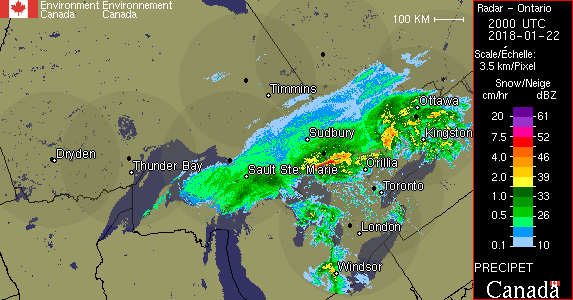 Environment Environnement
Canada Canada
100 KM
Radar - Ontario
2000 UTC
2018-01-22
Scale/Échelle:
3.5 km/Pixel
Snow/Neige
cm/hr dBZ
20 61
7.5 52
4.0 46
2.0 39
1.0 33
0.5 26
0.1 10
PRECIPET
Canada
Timmins
Ottawa
Sudbury
Kingston
Dryden
Thunder Bay
Sault Ste. Marie
Orillia
Toronto
London
Windsor